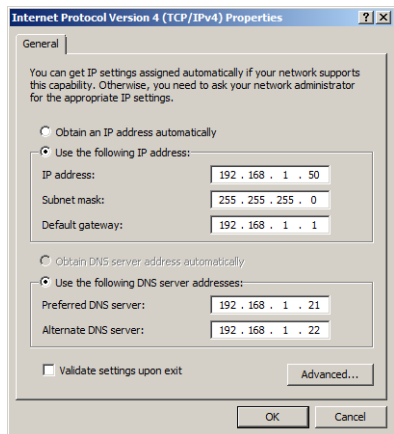 Internet Protocol Version 4 (TCP/IPv4) Properties ? X
General
You can get IP settings assigned automatically if your network supports
this capability. Otherwise, you need to ask your network administrator
for the appropriate IP settings.
Obtain an IP address automatically
Use the following IP address:
IP address: 192 . 168 . 1 . 50
Subnet mask: 255 . 255 . 255 . 0
Default gateway: 192 . 168 . 1 . 1
Obtain DNS server address automatically
Use the following DNS server addresses:
Preferred DNS server: 192 . 168 . 1 . 21
Alternate DNS server: 192 . 168 . 1 . 22
Validate settings upon exit
Advanced...
OK Cancel